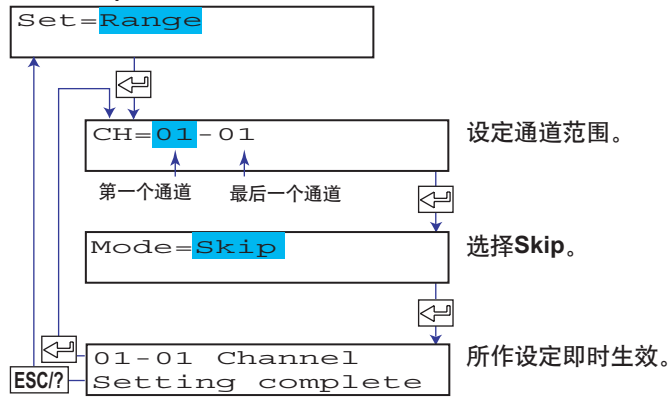 Set=Range
CH=01-01
设定通道范围。
第一个通道
最后一个通道
Mode=Skip
选择Skip。
01-01 Channel
所作设定即时生效。
ESC/?
Setting complete